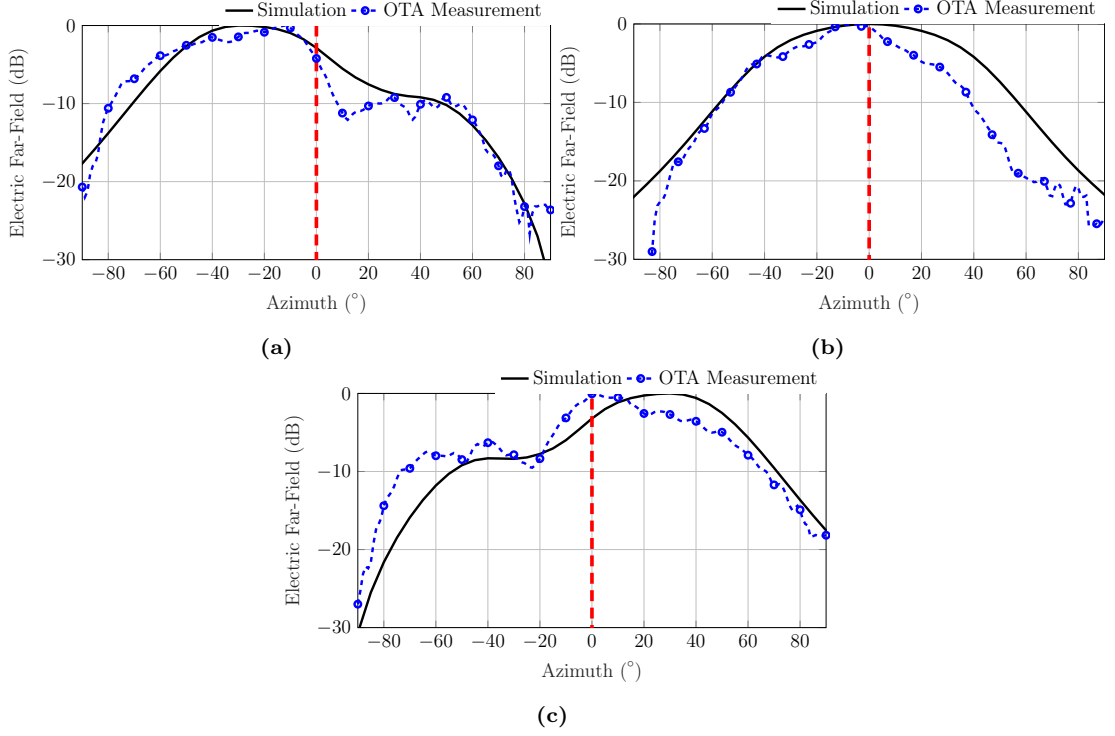 Simulation OTA Measurement
0
−10
−20
−30
Electric Far-Field (dB)
−80 −60 −40 −20 0 20 40 60 80
Azimuth (°)
(a)
Simulation OTA Measurement
0
−10
−20
−30
Electric Far-Field (dB)
−80 −60 −40 −20 0 20 40 60 80
Azimuth (°)
(b)
Simulation OTA Measurement
0
−10
−20
−30
Electric Far-Field (dB)
−80 −60 −40 −20 0 20 40 60 80
Azimuth (°)
(c)